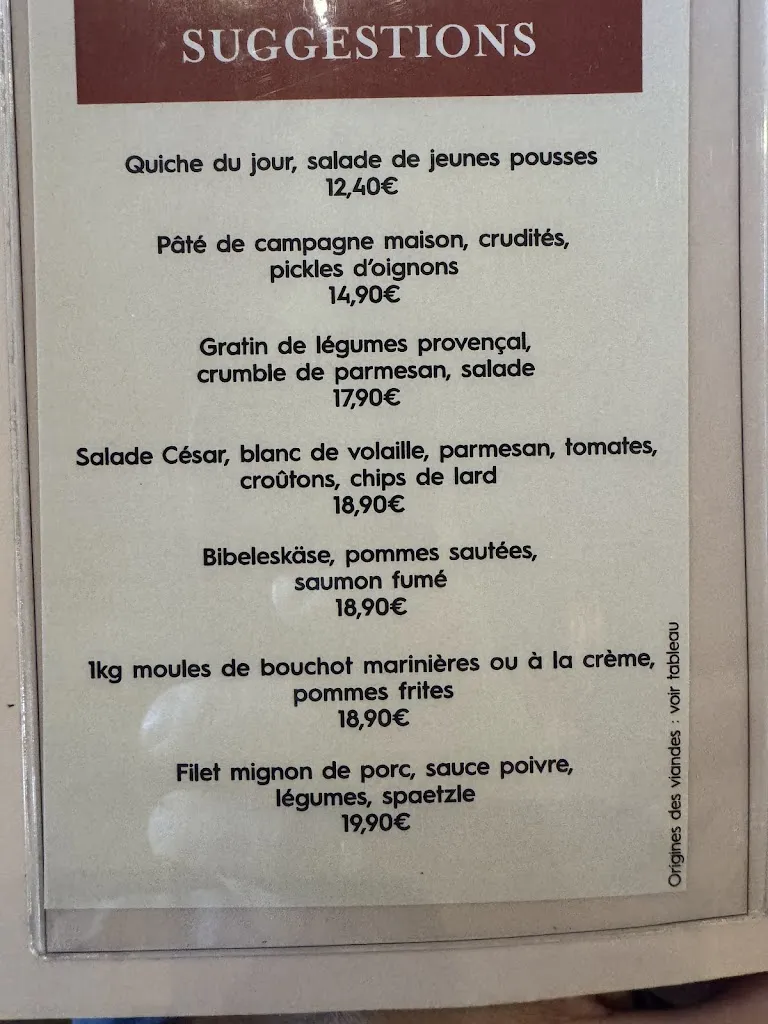 SUGGESTIONS
Quiche du jour, salade de jeunes pousses
12,40€
Pâté de campagne maison, crudités,
pickles d'oignons
14,90€
Gratin de légumes provençal,
crumble de parmesan, salade
17,90€
Salade César, blanc de volaille, parmesan, tomates,
croûtons, chips de lard
18,90€
Bibeleskäse, pommes sautées,
saumon fumé
18,90€
1kg moules de bouchot marinières ou à la crème,
pommes frites
18,90€
Filet mignon de porc, sauce poivre,
légumes, spaetzle
19,90€
Origines des viandes : voir tableau